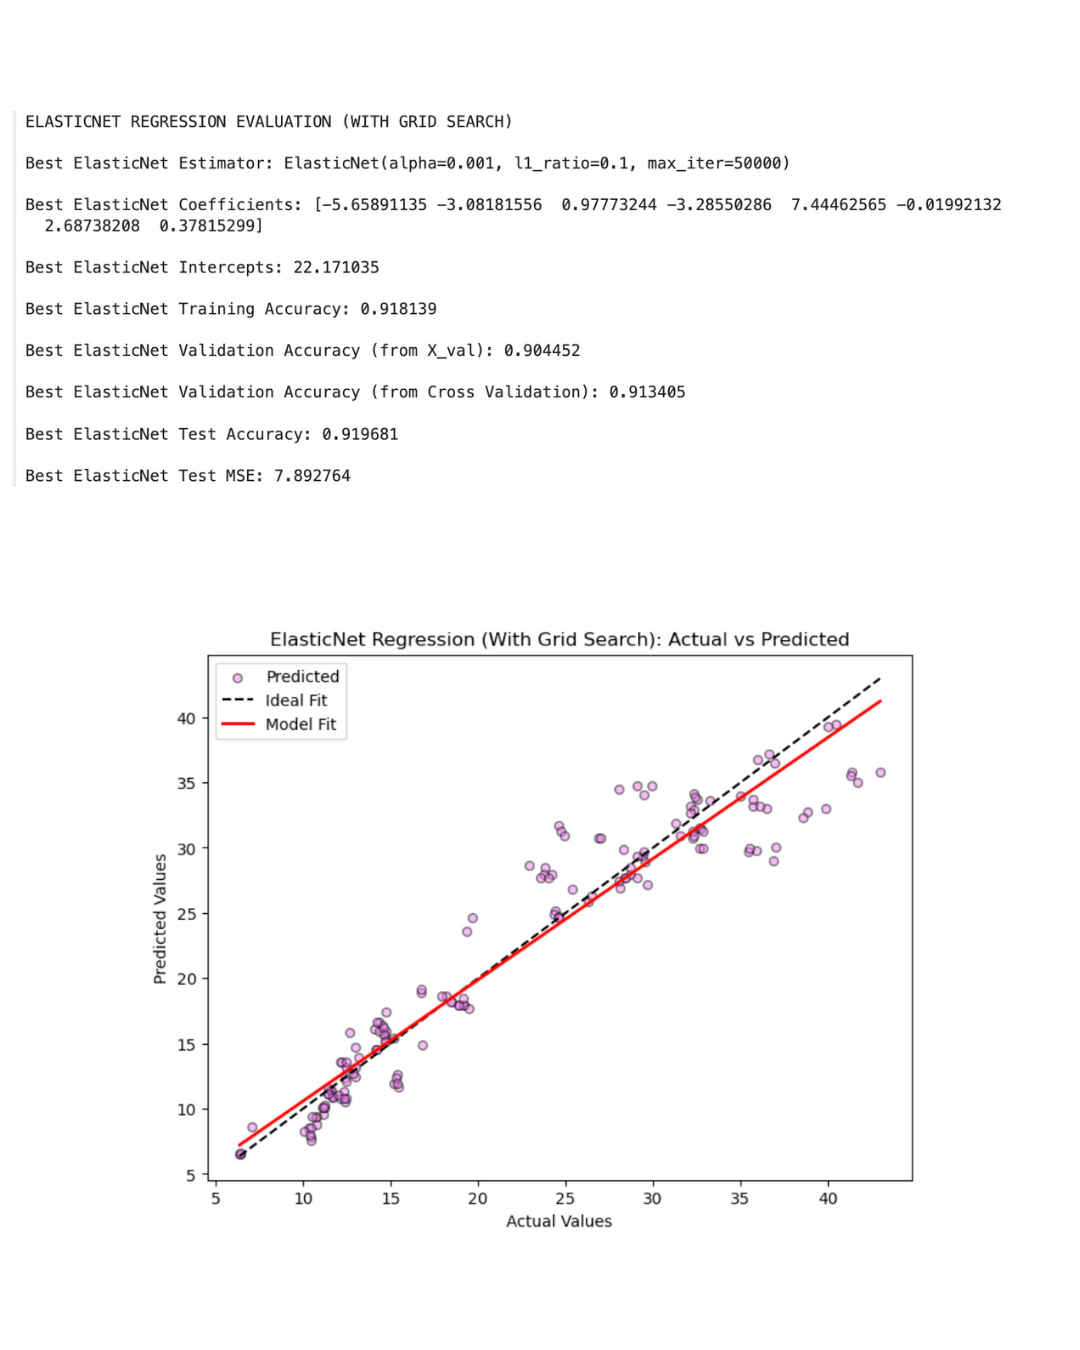 ELASTICNET REGRESSION EVALUATION (WITH GRID SEARCH)
Best ElasticNet Estimator: ElasticNet(alpha=0.001, l1_ratio=0.1, max_iter=50000)
Best ElasticNet Coefficients: [-5.65891135 -3.08181556  0.97773244 -3.28550286  7.44462565 -0.01992132
2.68738208  0.37815299]
Best ElasticNet Intercepts: 22.171035
Best ElasticNet Training Accuracy: 0.918139
Best ElasticNet Validation Accuracy (from X_val): 0.904452
Best ElasticNet Validation Accuracy (from Cross Validation): 0.913405
Best ElasticNet Test Accuracy: 0.919681
Best ElasticNet Test MSE: 7.892764
ElasticNet Regression (With Grid Search): Actual vs Predicted
Predicted
Ideal Fit
Model Fit
Predicted Values
40
35
30
25
20
15
10
5
5 10 15 20 25 30 35 40
Actual Values